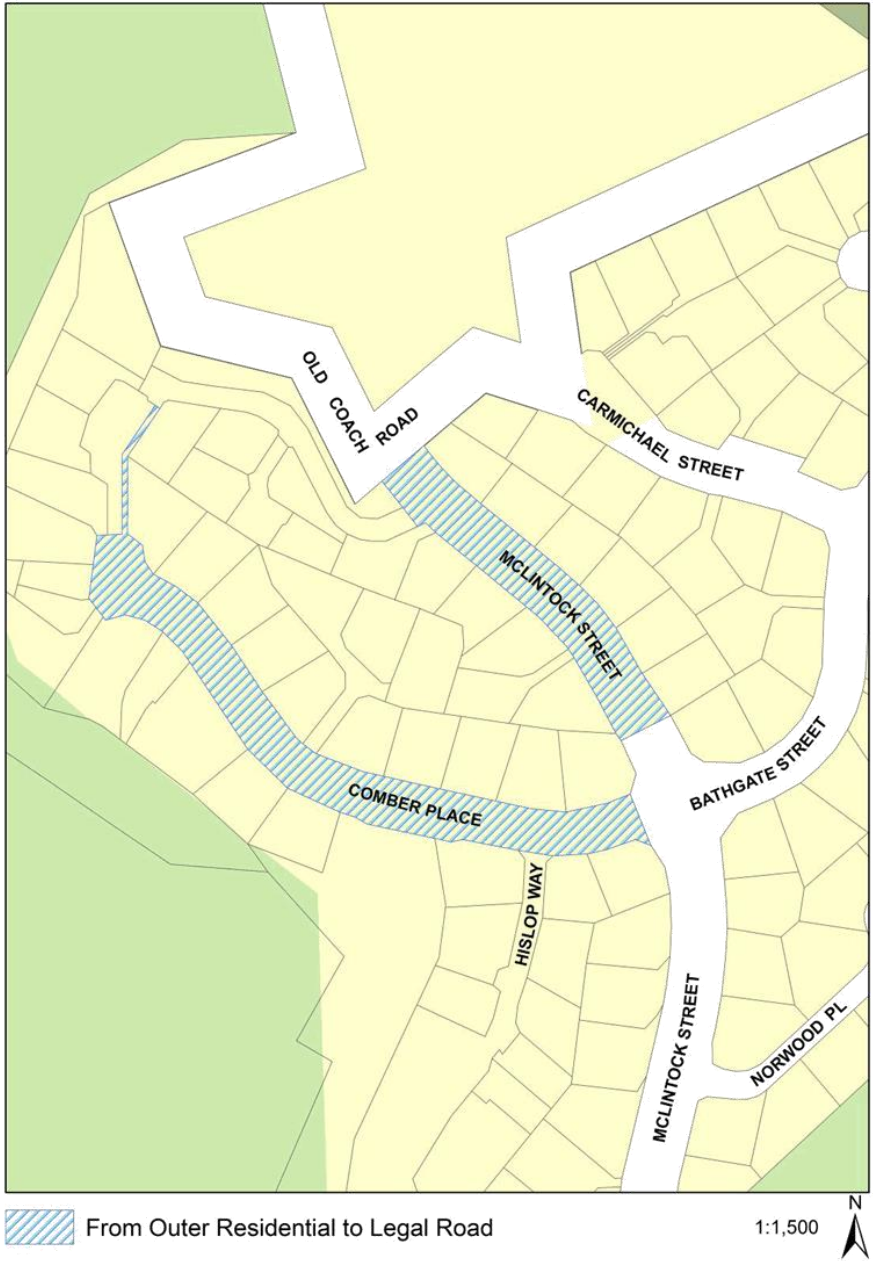 OLD COACH ROAD
CARMICHAEL STREET
MCLINTOCK STREET
BATHGATE STREET
COMBER PLACE
HISLOP WAY
MCLINTOCK STREET
NORWOOD PL
From Outer Residential to Legal Road
1:1,500
N